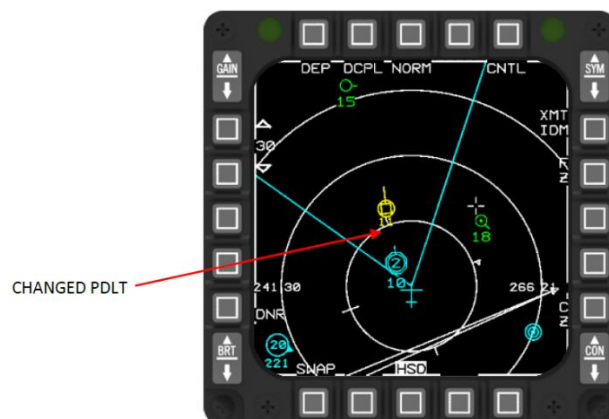 GAIN
SYM
DEP DCPL NORM CNTL
15
XMT
IDM
30
R
Z
18
CHANGED PDLT
2
10
241 30
266 21
DNR
C
Z
20
221
BRT
CON
SWAP
HSD